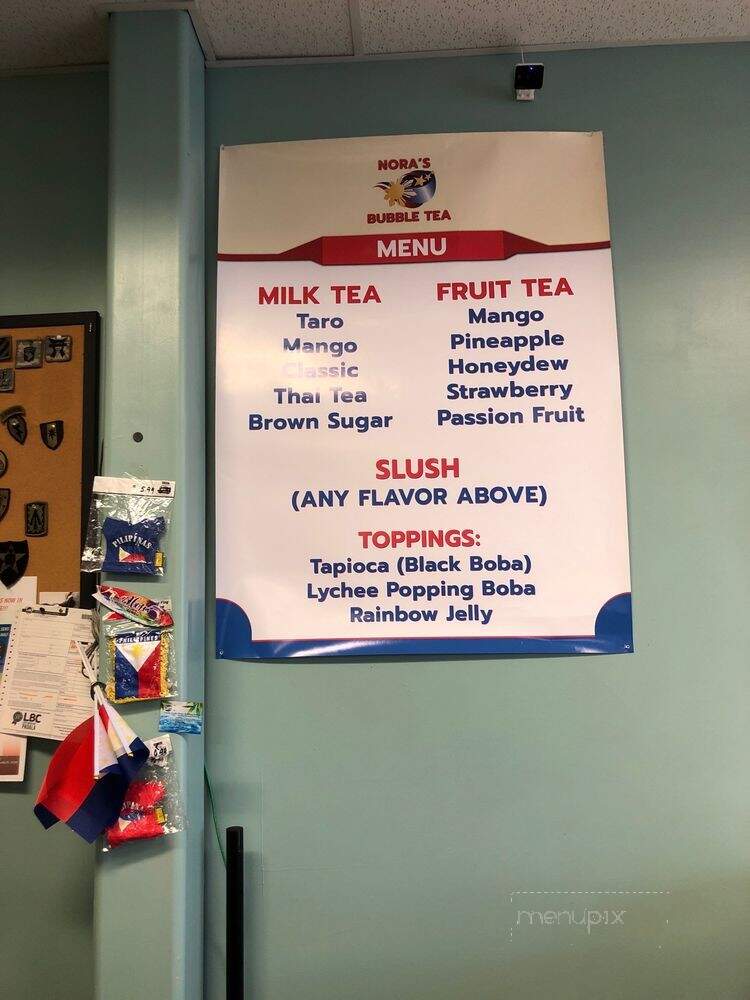 NORA'S
BUBBLE TEA
MENU
MILK TEA
Taro
Mango
Classic
Thai Tea
Brown Sugar
FRUIT TEA
Mango
Pineapple
Honeydew
Strawberry
Passion Fruit
SLUSH
(ANY FLAVOR ABOVE)
TOPPINGS:
Tapioca (Black Boba)
Lychee Popping Boba
Rainbow Jelly
PILIPINAS
PHILIPPINES
LBC
menupix